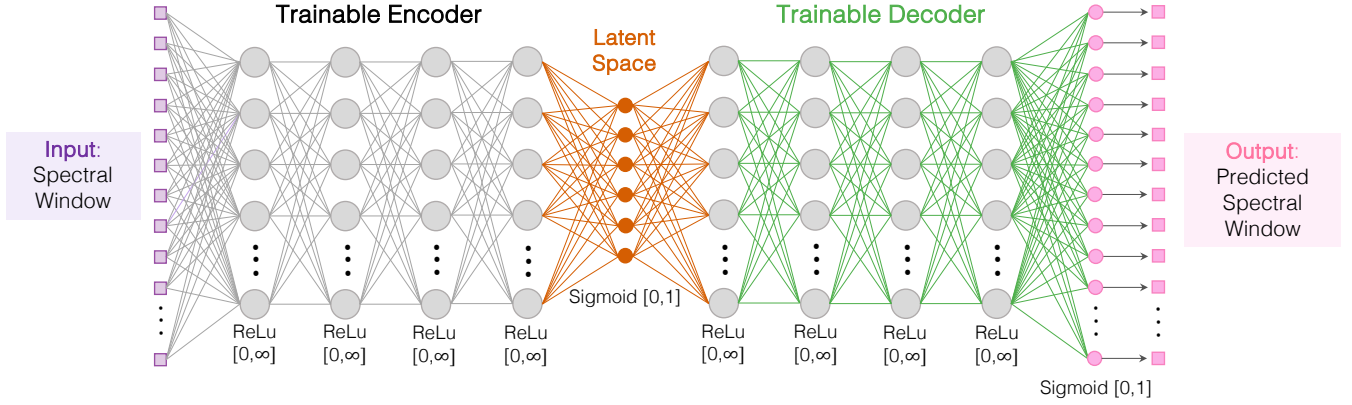 Trainable Encoder
Trainable Decoder
Latent
Space
Input:
Spectral
Window
Output:
Predicted
Spectral
Window
Sigmoid [0,1]
ReLu
[0,∞]
ReLu
[0,∞]
ReLu
[0,∞]
ReLu
[0,∞]
ReLu
[0,∞]
ReLu
[0,∞]
ReLu
[0,∞]
ReLu
[0,∞]
Sigmoid [0,1]